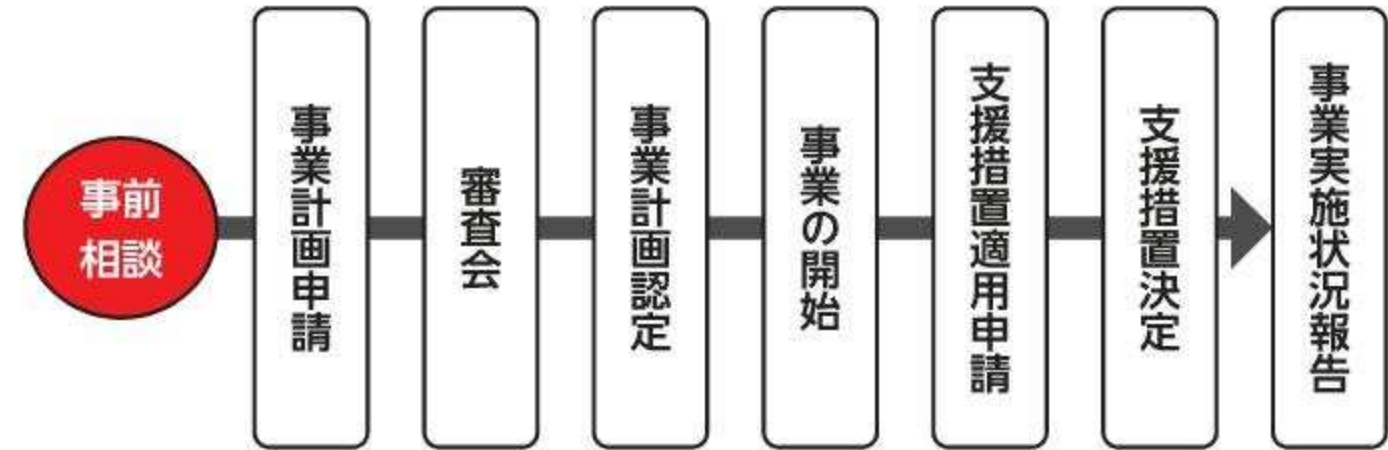 事前
相談
事業計画申請
審査会
事業計画認定
事業の開始
支援措置適用申請
支援措置決定
事業実施状況報告